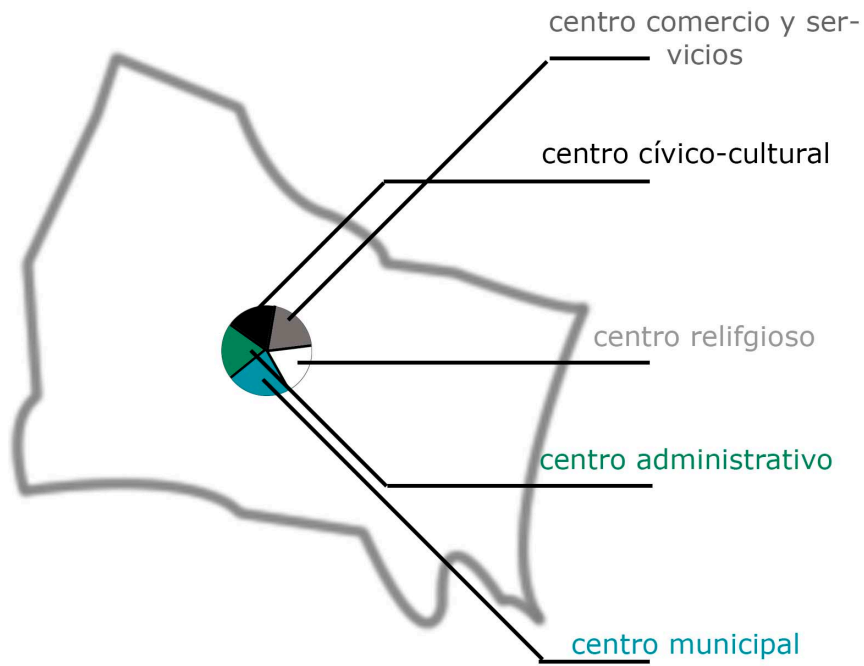 centro comercio y ser-
vicios
centro cívico-cultural
centro relifgioso
centro administrativo
centro municipal